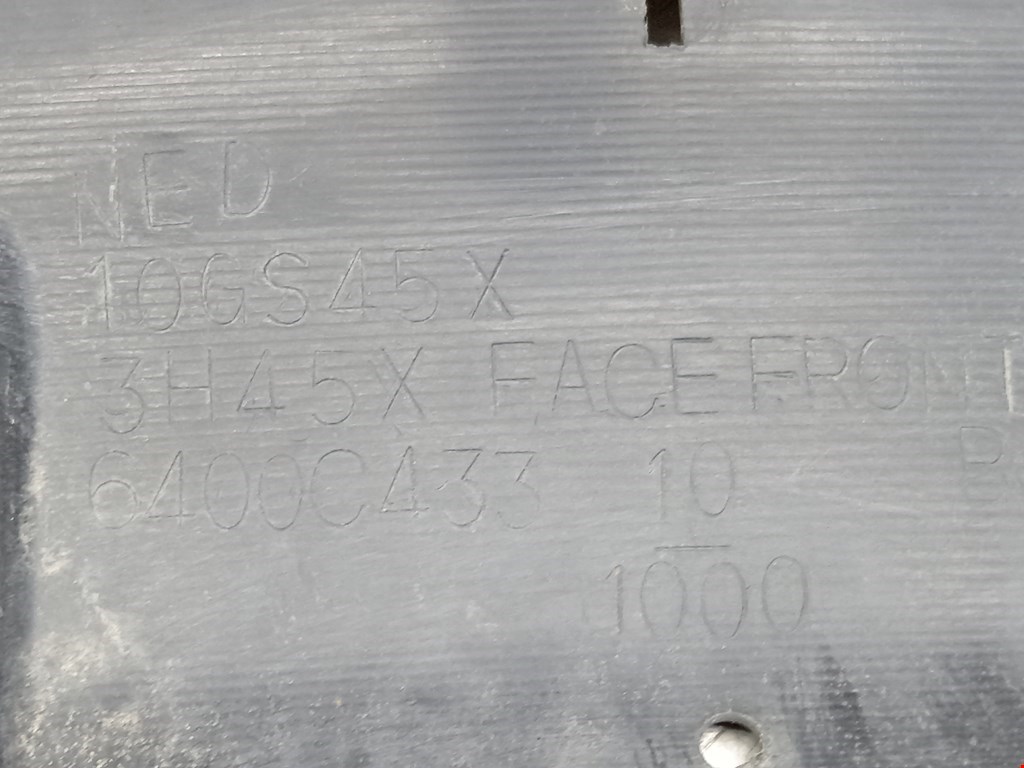 NED
10GS45X
3H45X FACE FRONT
6400C433 10
1000